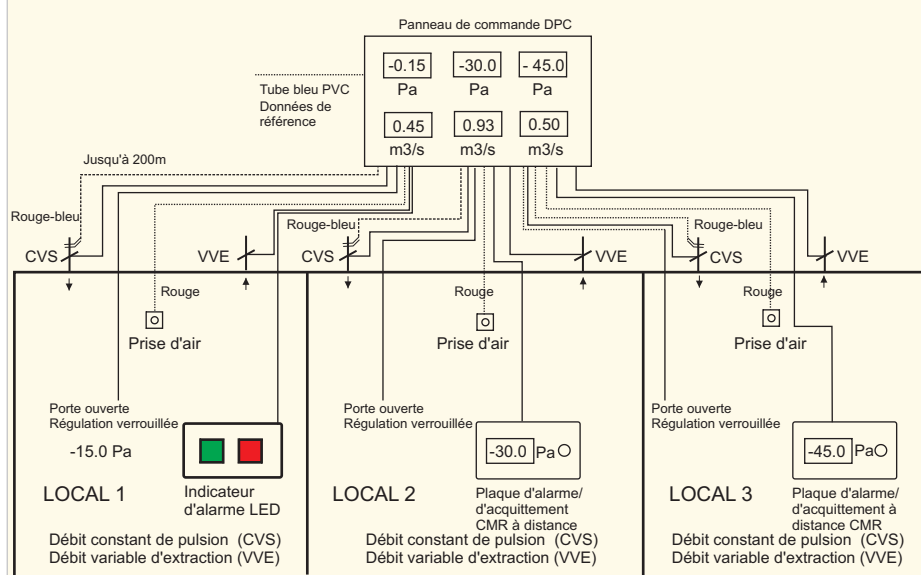 Panneau de commande DPC
-0.15
-30.0
- 45.0
Pa
Pa
Pa
Tube bleu PVC
Données de
référence
0.45
0.93
0.50
m3/s
m3/s
m3/s
Jusqu'à 200m
Rouge-bleu
Rouge-bleu
Rouge-bleu
CVS
VVE
CVS
VVE
CVS
VVE
Rouge
Rouge
Rouge
Prise d'air
Prise d'air
Prise d'air
Porte ouverte
Régulation verrouillée
-15.0 Pa
Porte ouverte
Régulation verrouillée
-30.0 Pa
Porte ouverte
Régulation verrouillée
-45.0 Pa
LOCAL 1
Indicateur
d'alarme LED
LOCAL 2
Plaque d'alarme/
d'acquittement
CMR à distance
LOCAL 3
Plaque d'alarme/
d'acquittement à
distance CMR
Débit constant de pulsion (CVS)
Débit variable d'extraction (VVE)
Débit constant de pulsion (CVS)
Débit variable d'extraction (VVE)
Débit constant de pulsion (CVS)
Débit variable d'extraction (VVE)